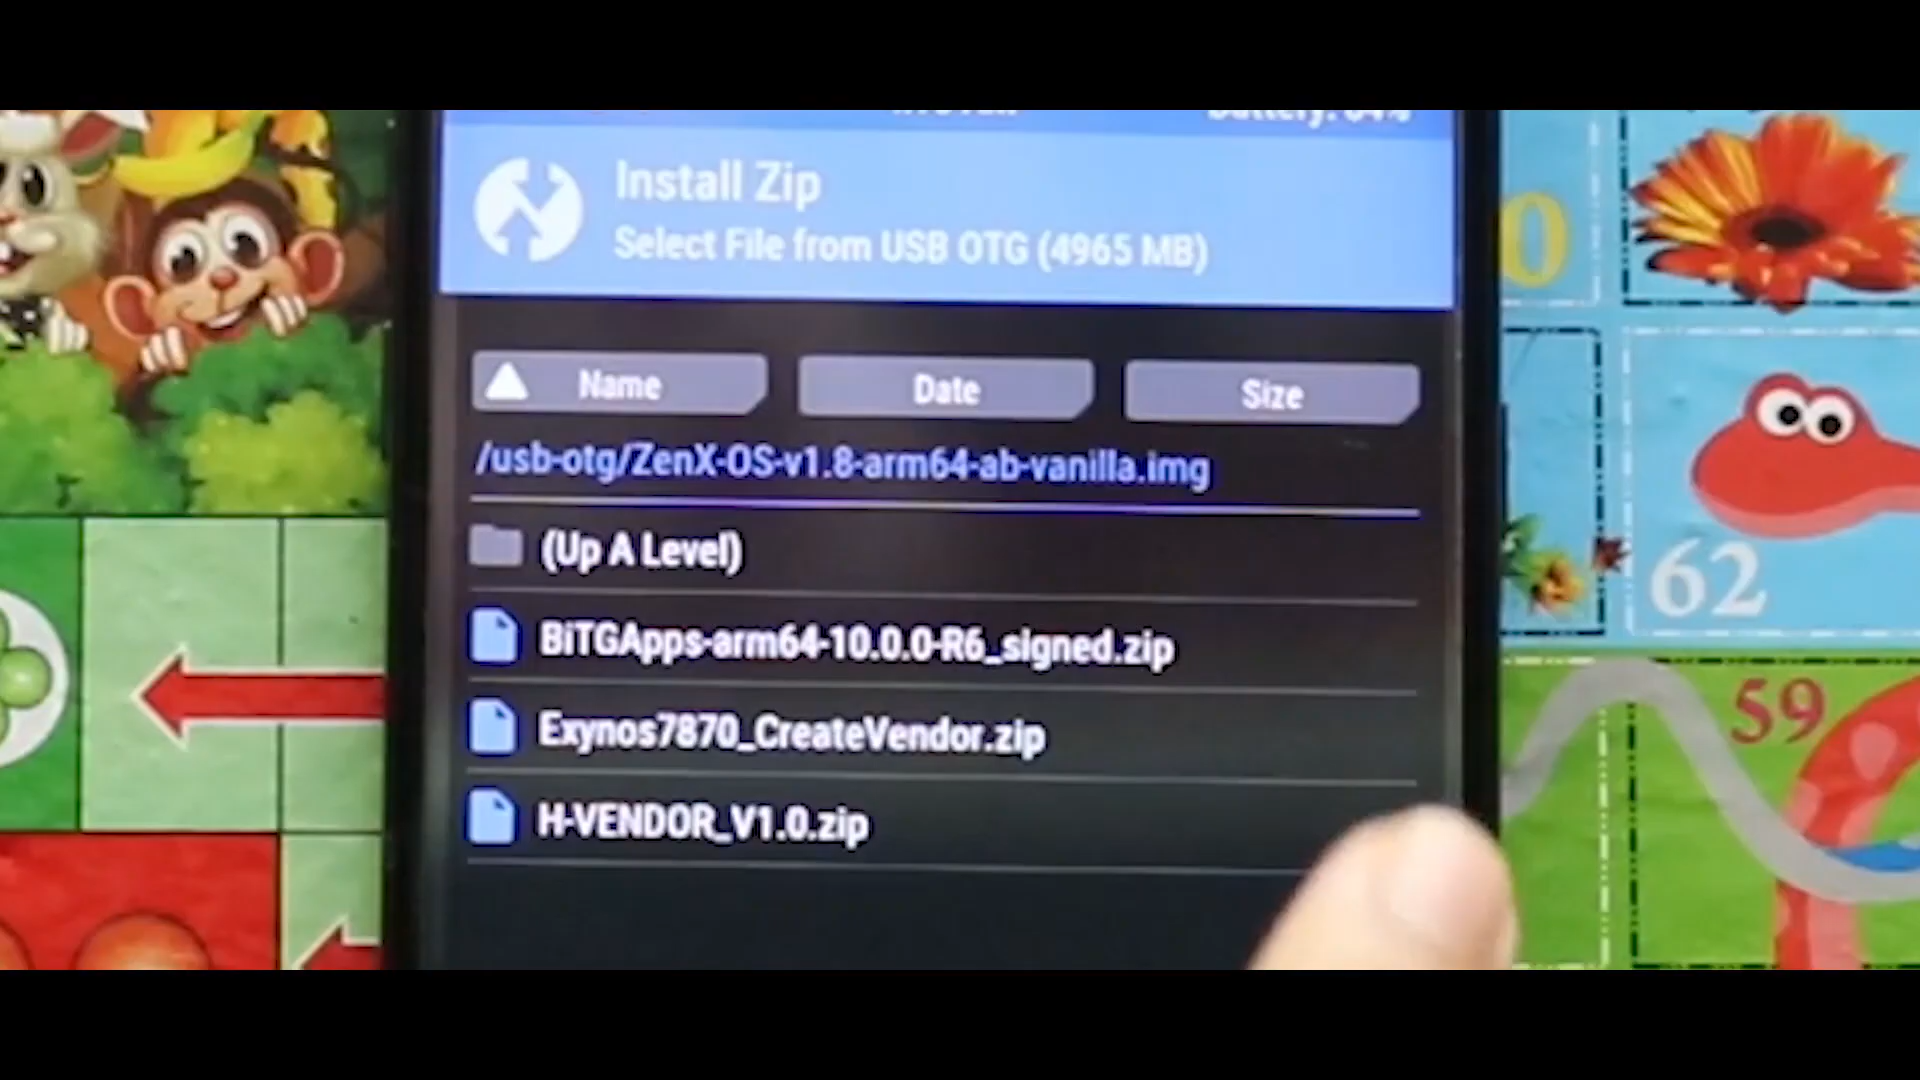 Install Zip
Select File from USB OTG (4965 MB)
Name Date Size
/usb-otg/ZenX-OS-v1.8-arm64-ab-vanilla.img
(Up A Level)
BiTGApps-arm64-10.0.0-R6_signed.zip
Exynos7870_CreateVendor.zip
H-VENDOR_V1.0.zip
0
62
59